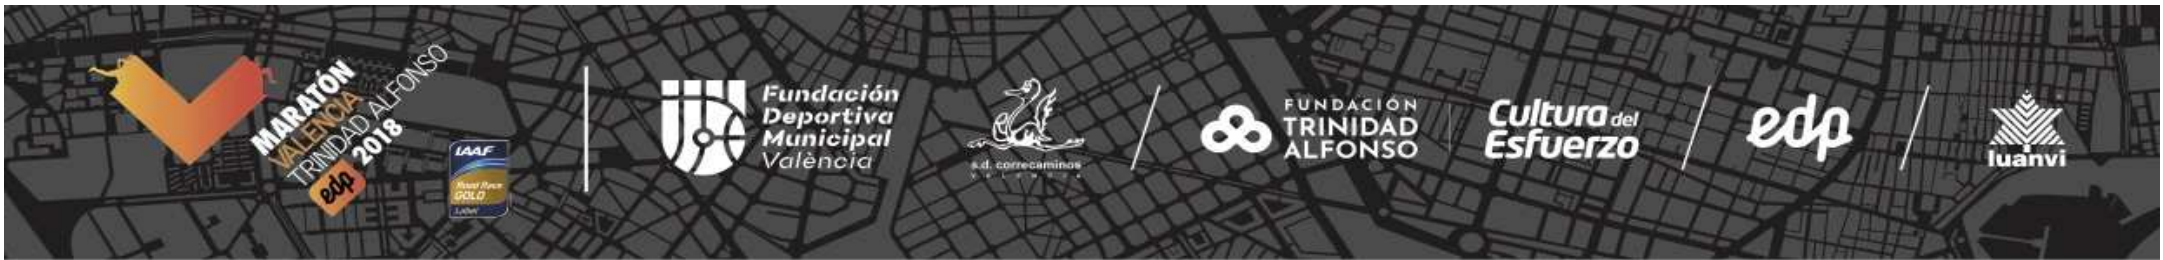 MARATÓN
VALENCIA
TRINIDAD ALFONSO
edp 2018
IAAF
Road Race
GOLD
Label
Fundación
Deportiva
Municipal
València
s.d. correcaminos
VALENCIA
FUNDACIÓN
TRINIDAD
ALFONSO
Cultura del
Esfuerzo
edp
luanvi